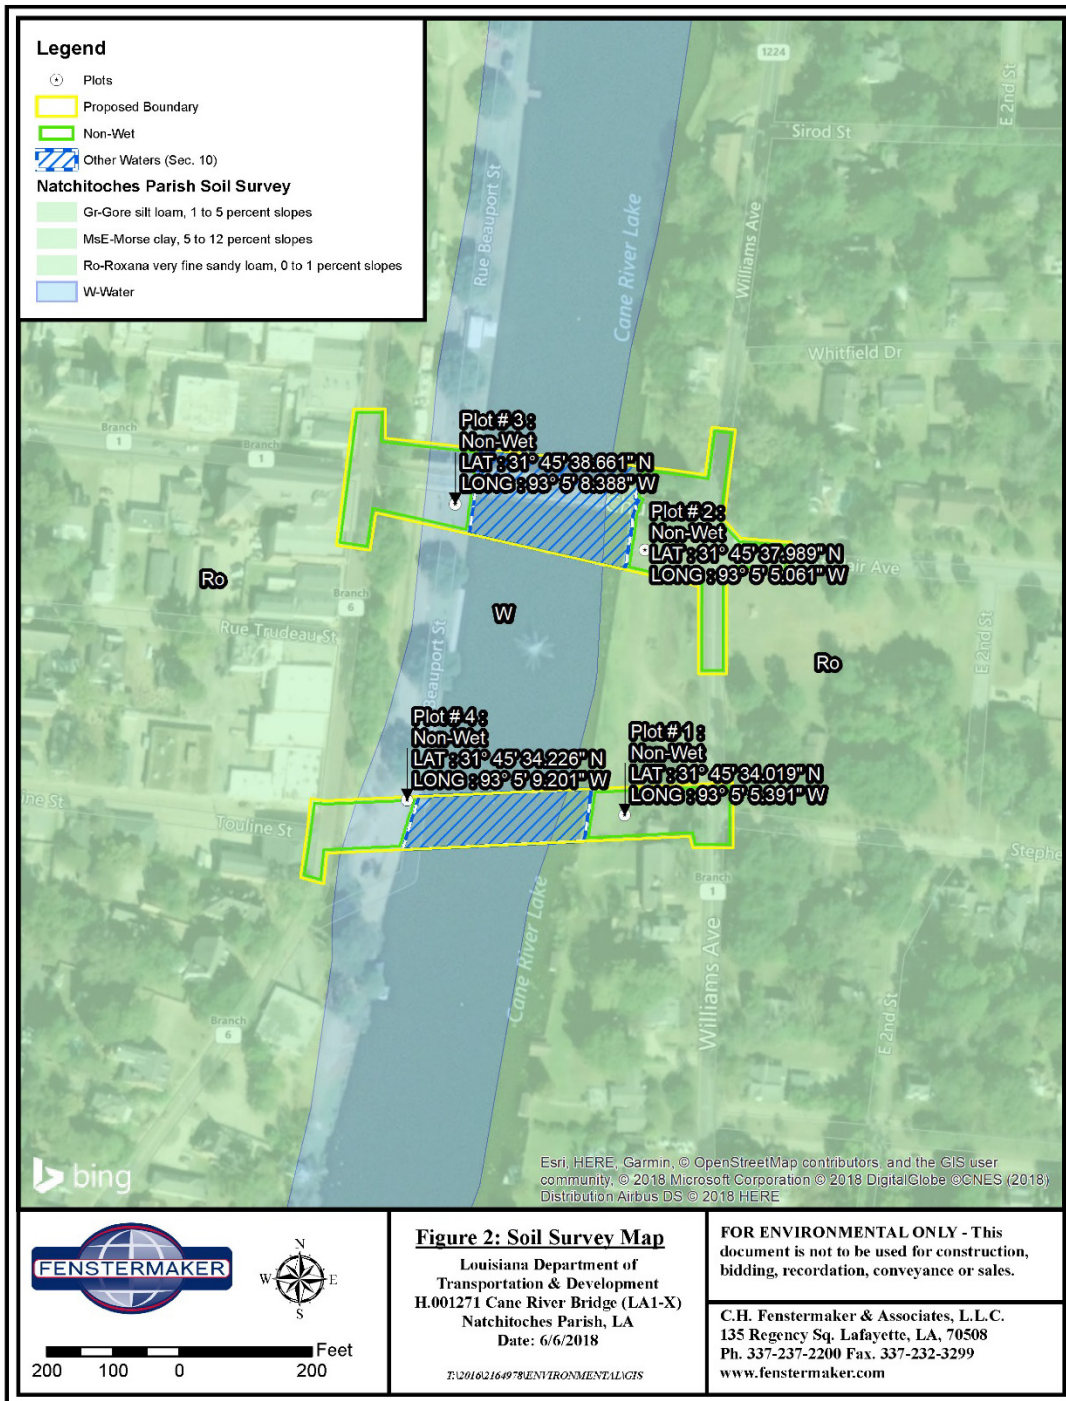 Legend
Plots
Proposed Boundary
Non-Wet
Other Waters (Sec. 10)
Natchitoches Parish Soil Survey
Gr-Gore silt loam, 1 to 5 percent slopes
MsE-Morse clay, 5 to 12 percent slopes
Ro-Roxana very fine sandy loam, 0 to 1 percent slopes
W-Water
1224
E 2nd St
Sirod St
Rue Beauport St
Cane River Lake
Williams Ave
Whitfield Dr
Branch
1
Branch
1
Plot # 3 :
Non-Wet
LAT : 31° 45' 38.661" N
LONG : 93° 5' 8.388" W
Plot # 2 :
Non-Wet
LAT : 31° 45' 37.989" N
LONG : 93° 5' 5.061" W
Ave
Ro
Branch
6
Rue Trudeau St
W
Beauport St
E 2nd St
Ro
Plot # 4 :
Non-Wet
LAT : 31° 45' 34.226" N
LONG : 93° 5' 9.201" W
Plot # 1 :
Non-Wet
LAT : 31° 45' 34.019" N
LONG : 93° 5' 5.391" W
St
Touline St
Branch
1
Cane River Lake
Williams Ave
E 2nd St
Branch
6
bing
Esri, HERE, Garmin, © OpenStreetMap contributors, and the GIS user
community, © 2018 Microsoft Corporation © 2018 DigitalGlobe ©CNES (2018)
Distribution Airbus DS © 2018 HERE
FENSTERMAKER
N
W E
S
Feet
200 100 0 200
Figure 2: Soil Survey Map
Louisiana Department of
Transportation & Development
H.001271 Cane River Bridge (LA1-X)
Natchitoches Parish, LA
Date: 6/6/2018
T:\2016\2164978\ENVIRONMENTAL\GIS
FOR ENVIRONMENTAL ONLY - This
document is not to be used for construction,
bidding, recordation, conveyance or sales.
C.H. Fenstermaker & Associates, L.L.C.
135 Regency Sq. Lafayette, LA, 70508
Ph. 337-237-2200 Fax. 337-232-3299
www.fenstermaker.com